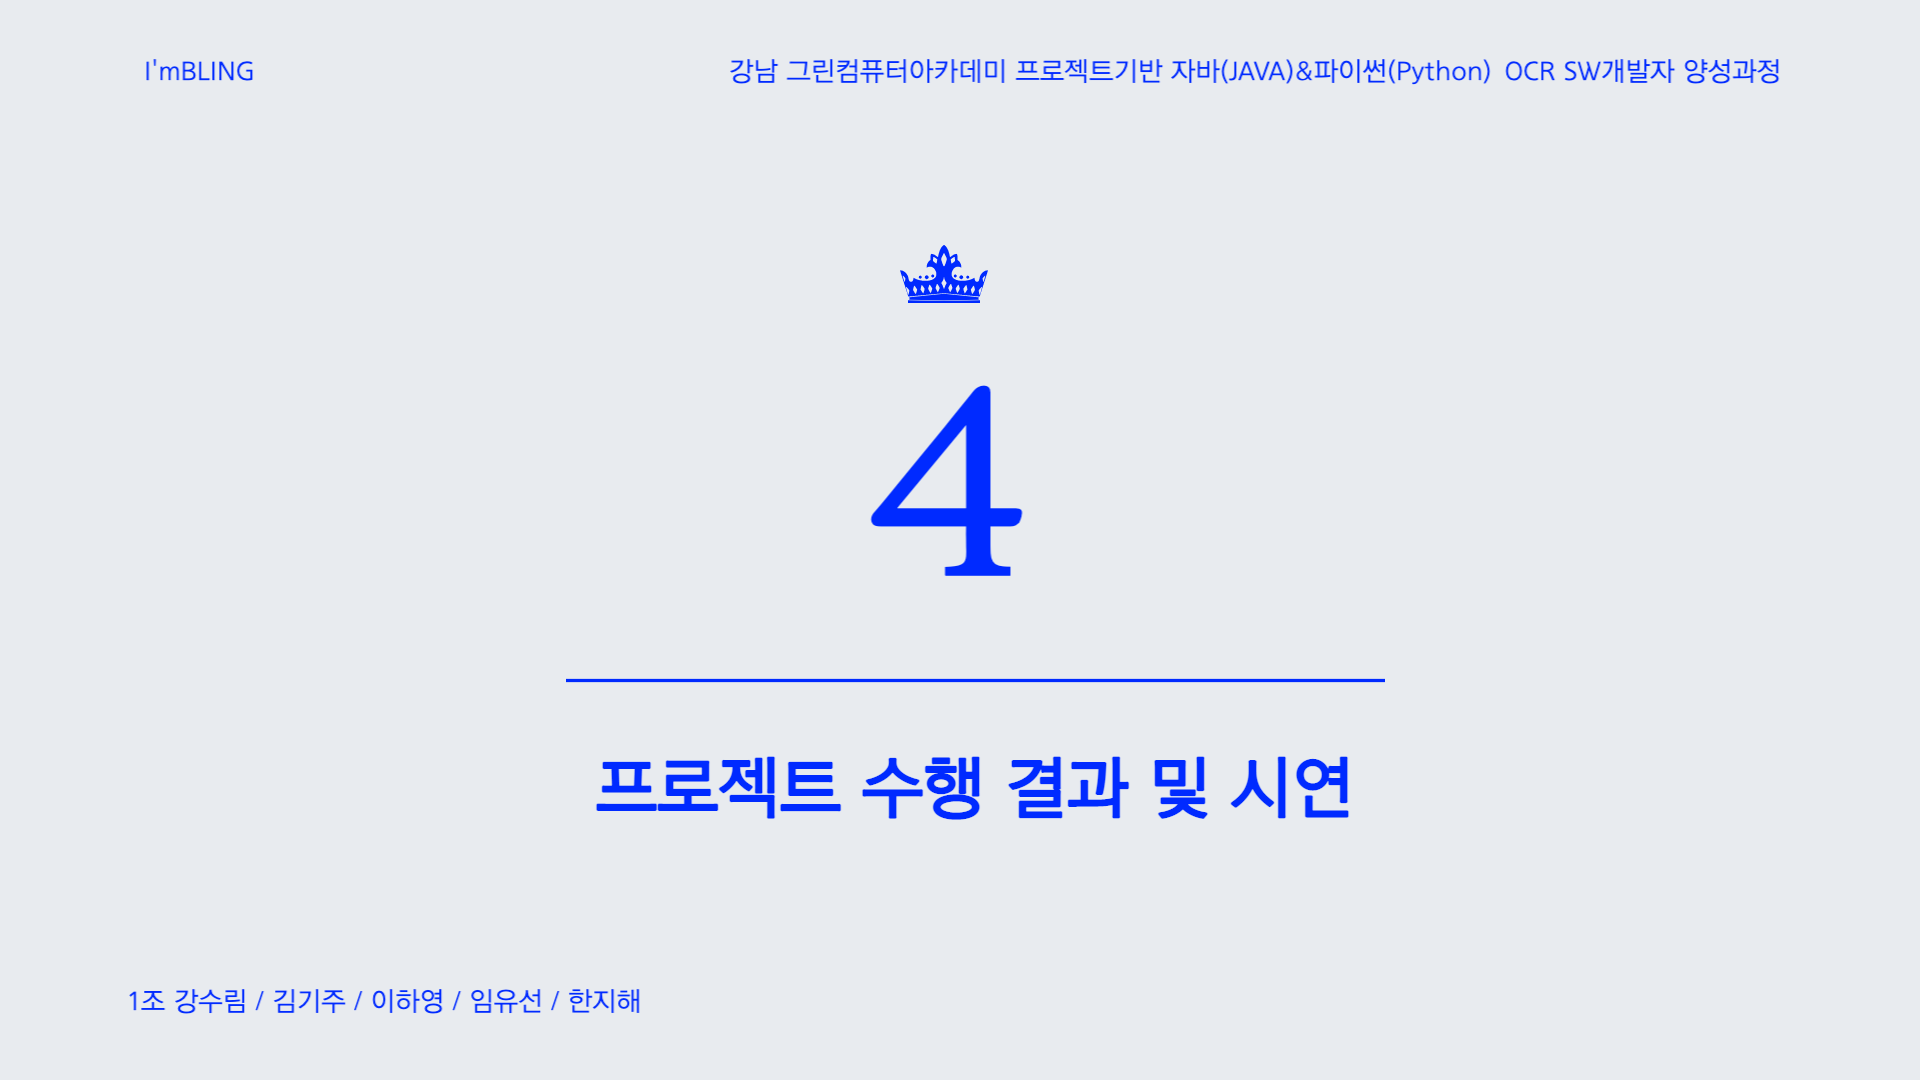 I'mBLING
강남 그린컴퓨터아카데미 프로젝트기반 자바(JAVA)&파이썬(Python) OCR SW개발자 양성과정
4
프로젝트 수행 결과 및 시연
1조 강수림 / 김기주 / 이하영 / 임유선 / 한지해